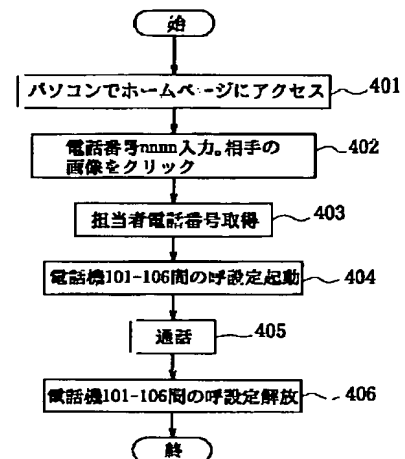 始
パソコンでホームページにアクセス
401
電話番号nnnn入力。相手の
画像をクリック
402
担当者電話番号取得
403
電話機101-106間の呼設定起動
404
通話
405
電話機101-106間の呼設定解放
406
終